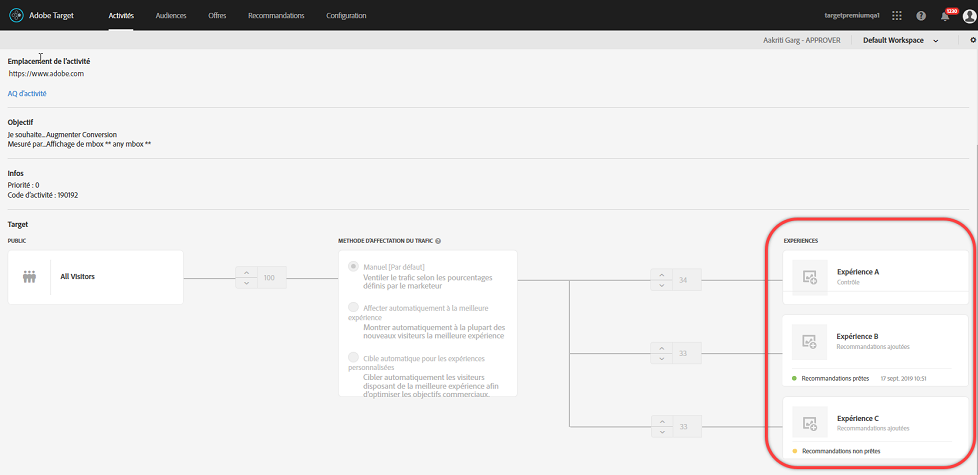 Adobe Target
Activités
Audiences
Offres
Recommandations
Configuration
targetpremiumqa1
1230
Aakriti Garg - APPROVER
Default Workspace
Emplacement de l'activité
https://www.adobe.com
AQ d'activité
Objectif
Je souhaite...Augmenter Conversion
Mesuré par...Affichage de mbox ** any mbox **
Infos
Priorité : 0
Code d'activité : 190192
Target
PUBLIC
METHODE D'AFFECTATION DU TRAFIC
EXPERIENCES
All Visitors
100
Manuel [Par défaut]
Ventiler le trafic selon les pourcentages
définis par le marketeur
Affecter automatiquement à la meilleure
expérience
Montrer automatiquement à la plupart des
nouveaux visiteurs la meilleure expérience
Cible automatique pour les expériences
personnalisées
Cibler automatiquement les visiteurs
disposant de la meilleure expérience afin
d'optimiser les objectifs commerciaux..
34
Expérience A
Contrôle
33
Expérience B
Recommandations ajoutées
Recommandations prêtes
17 sept. 2019 10:51
33
Expérience C
Recommandations ajoutées
Recommandations non prêtes